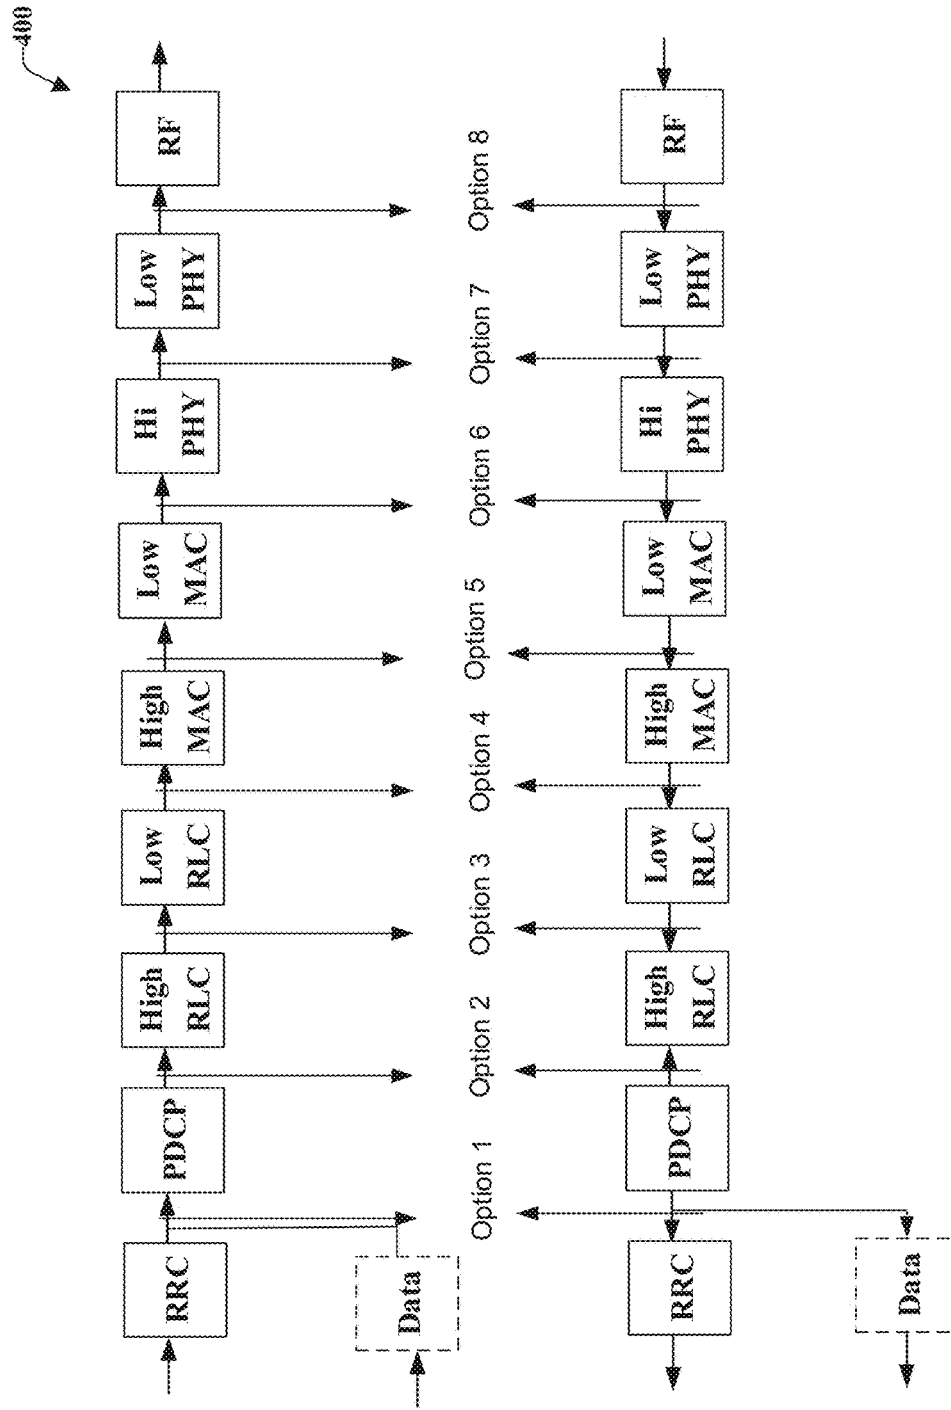 400
RRC
PDCP
High
RLC
Low
RLC
High
MAC
Low
MAC
Hi
PHY
Low
PHY
RF
Data
Option 1
Option 2
Option 3
Option 4
Option 5
Option 6
Option 7
Option 8
RRC
PDCP
High
RLC
Low
RLC
High
MAC
Low
MAC
Hi
PHY
Low
PHY
RF
Data